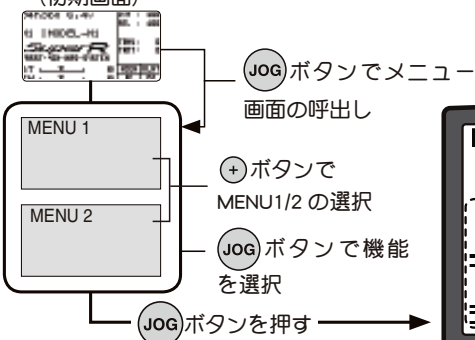 (初期画面)
SuperR
JOGボタンでメニュー
画面の呼出し
MENU 1
+ボタンで
MENU1/2 の選択
MENU 2
JOGボタンで機能
を選択
JOGボタンを押す